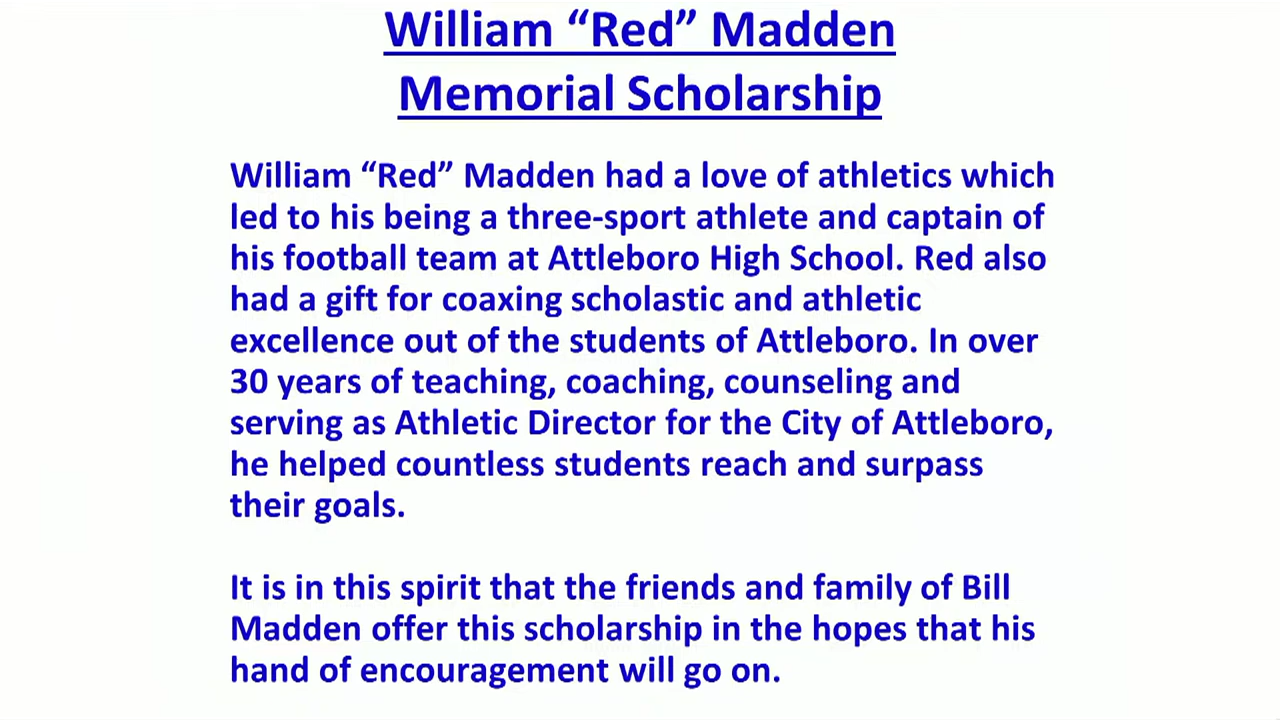 William “Red” Madden
Memorial Scholarship
William “Red” Madden had a love of athletics which
led to his being a three-sport athlete and captain of
his football team at Attleboro High School. Red also
had a gift for coaxing scholastic and athletic
excellence out of the students of Attleboro. In over
30 years of teaching, coaching, counseling and
serving as Athletic Director for the City of Attleboro,
he helped countless students reach and surpass
their goals.
It is in this spirit that the friends and family of Bill
Madden offer this scholarship in the hopes that his
hand of encouragement will go on.